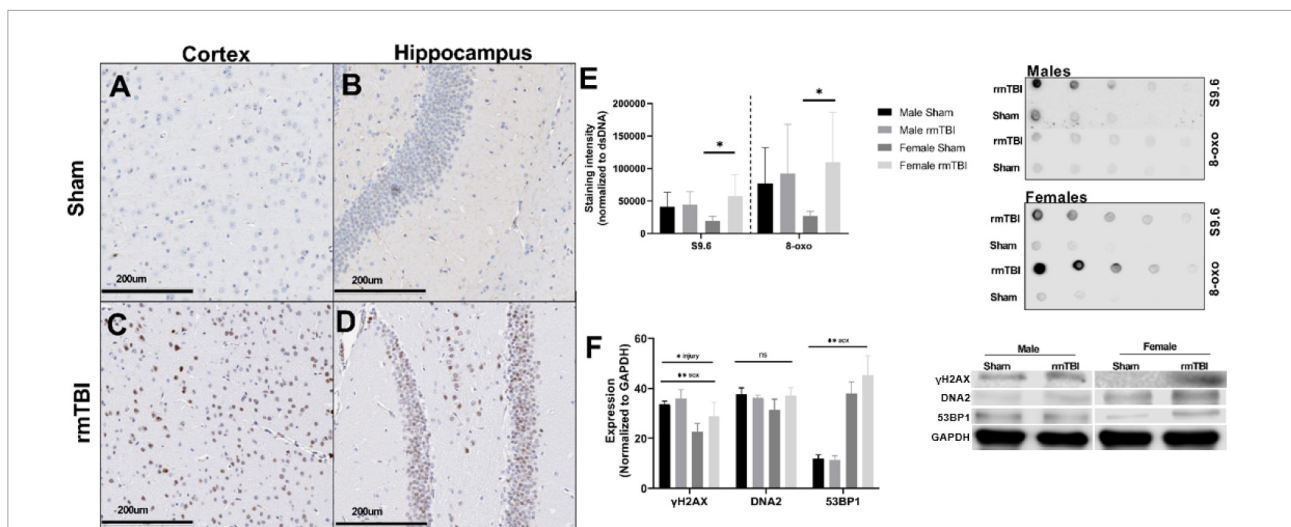 Cortex
Hippocampus
Sham
rmTBI
A
B
200um
200um
C
D
200um
200um
E
Staining intensity
(normalized to dsDNA)
200000
150000
100000
50000
0
*
*
S9.6
8-oxo
Male Sham
Male rmTBI
Female Sham
Female rmTBI
Males
rmTBI
Sham
rmTBI
Sham
S9.6
8-oxo
Females
rmTBI
Sham
rmTBI
Sham
S9.6
8-oxo
F
Expression
(Normalized to GAPDH)
60
40
20
0
* injury
** sex
ns
** sex
γH2AX
DNA2
53BP1
Male
Female
Sham
rmTBI
Sham
rmTBI
γH2AX
DNA2
53BP1
GAPDH